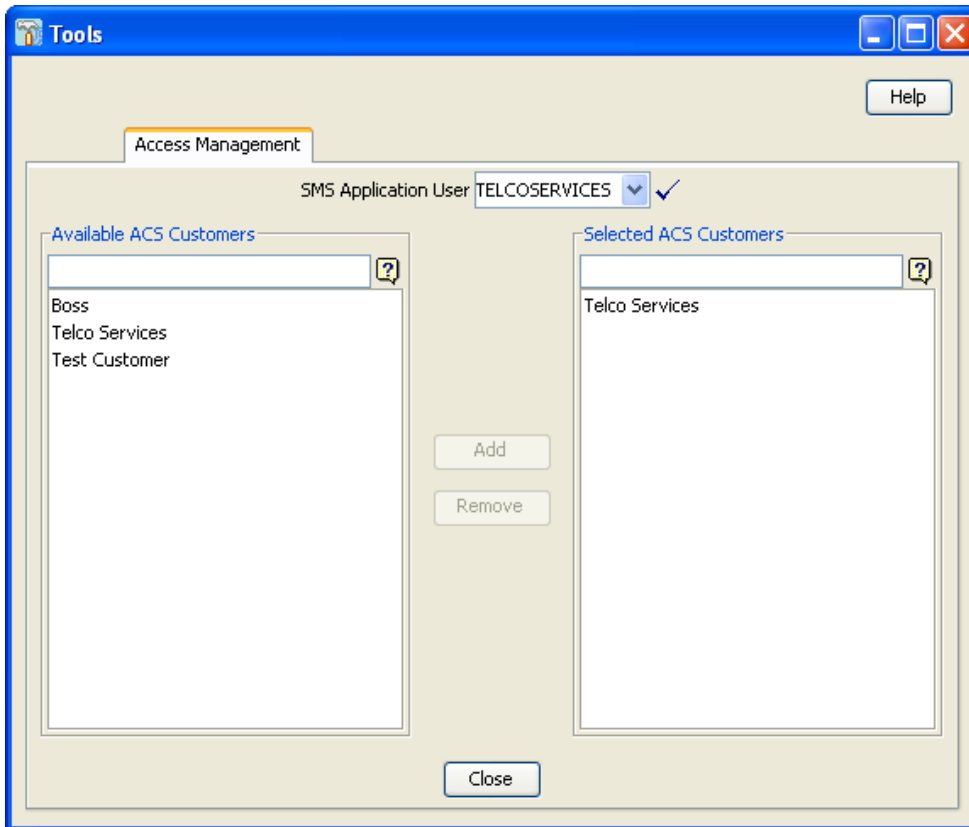 Tools
Help
Access Management
SMS Application User TELCOSERVICES
Available ACS Customers
?
Boss
Telco Services
Test Customer
Selected ACS Customers
?
Telco Services
Add
Remove
Close